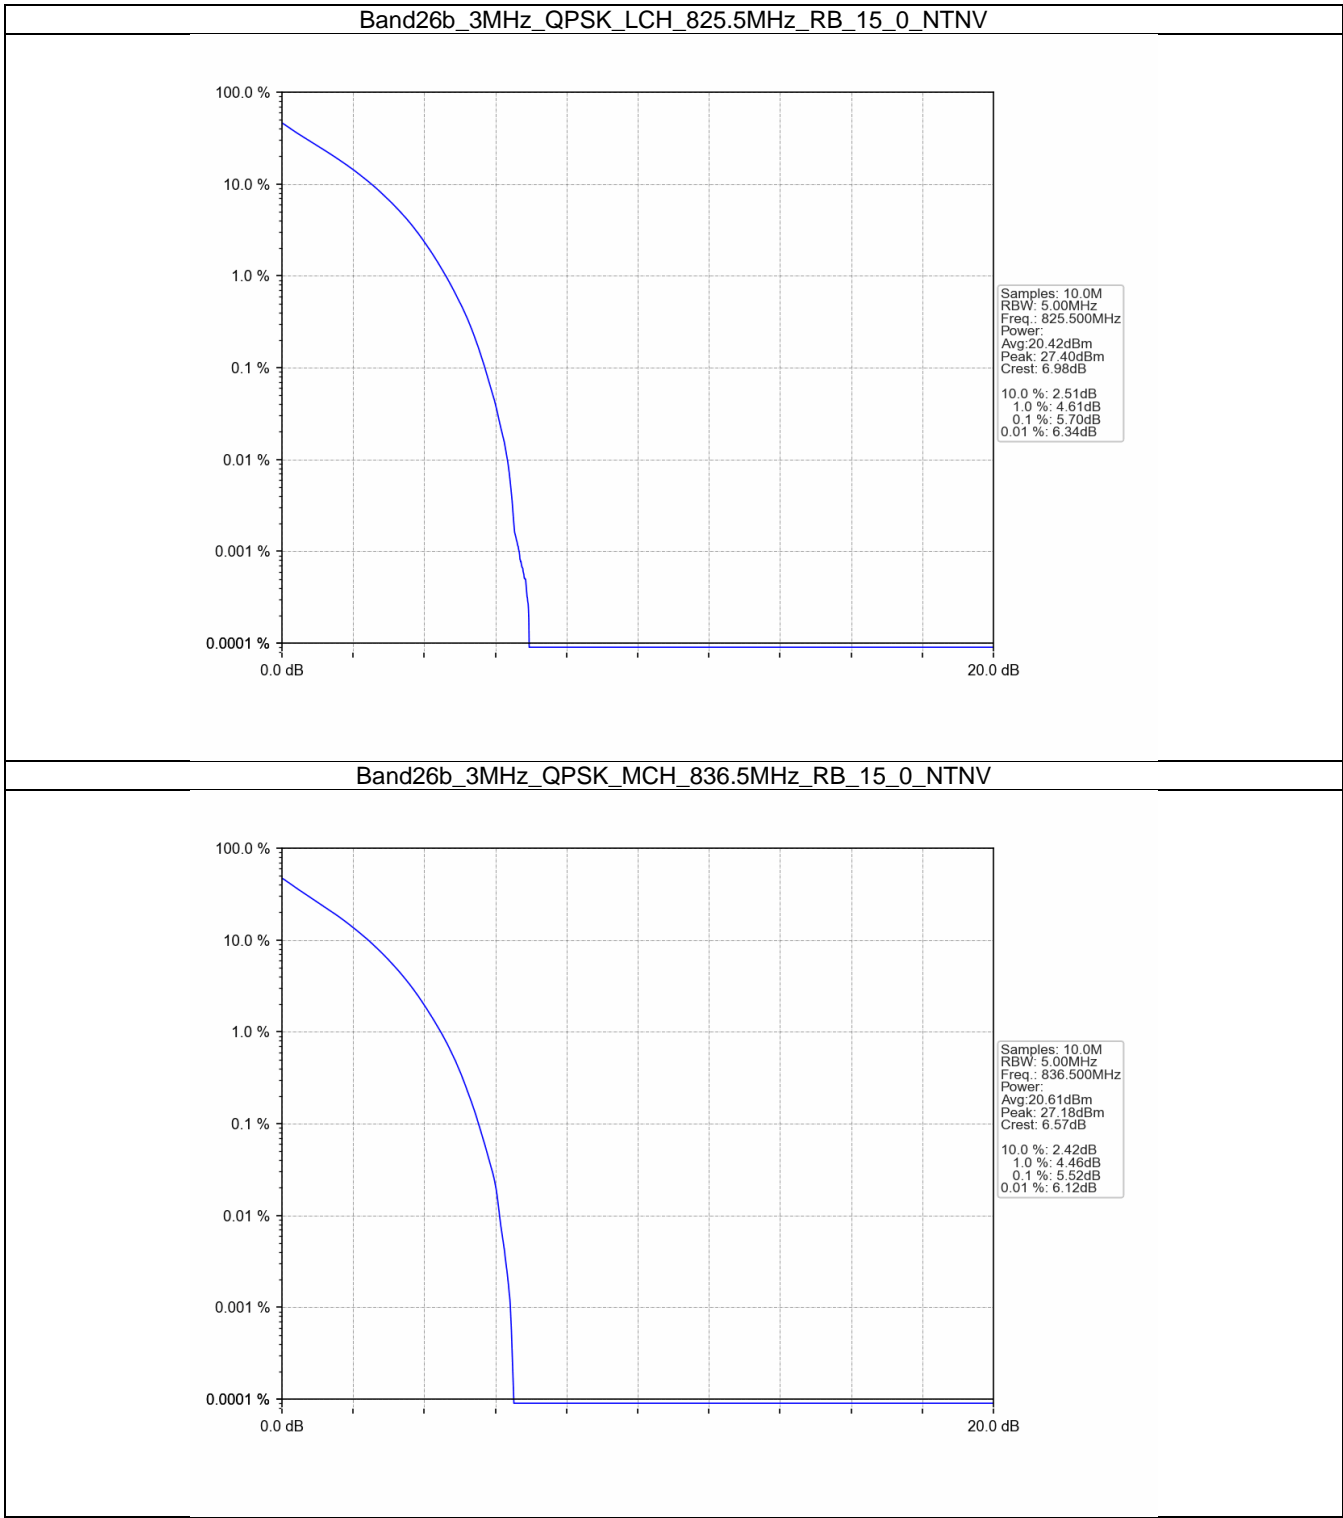 Band26b_3MHz_QPSK_LCH_825.5MHz_RB_15_0_NTNV
100.0 %
10.0 %
1.0 %
0.1 %
0.01 %
0.001 %
0.0001 %
0.0 dB
20.0 dB
Samples: 10.0M
RBW: 5.00MHz
Freq.: 825.500MHz
Power:
Avg:20.42dBm
Peak: 27.40dBm
Crest: 6.98dB
10.0 %: 2.51dB
1.0 %: 4.61dB
0.1 %: 5.70dB
0.01 %: 6.34dB
Band26b_3MHz_QPSK_MCH_836.5MHz_RB_15_0_NTNV
100.0 %
10.0 %
1.0 %
0.1 %
0.01 %
0.001 %
0.0001 %
0.0 dB
20.0 dB
Samples: 10.0M
RBW: 5.00MHz
Freq.: 836.500MHz
Power:
Avg:20.61dBm
Peak: 27.18dBm
Crest: 6.57dB
10.0 %: 2.42dB
1.0 %: 4.46dB
0.1 %: 5.52dB
0.01 %: 6.12dB